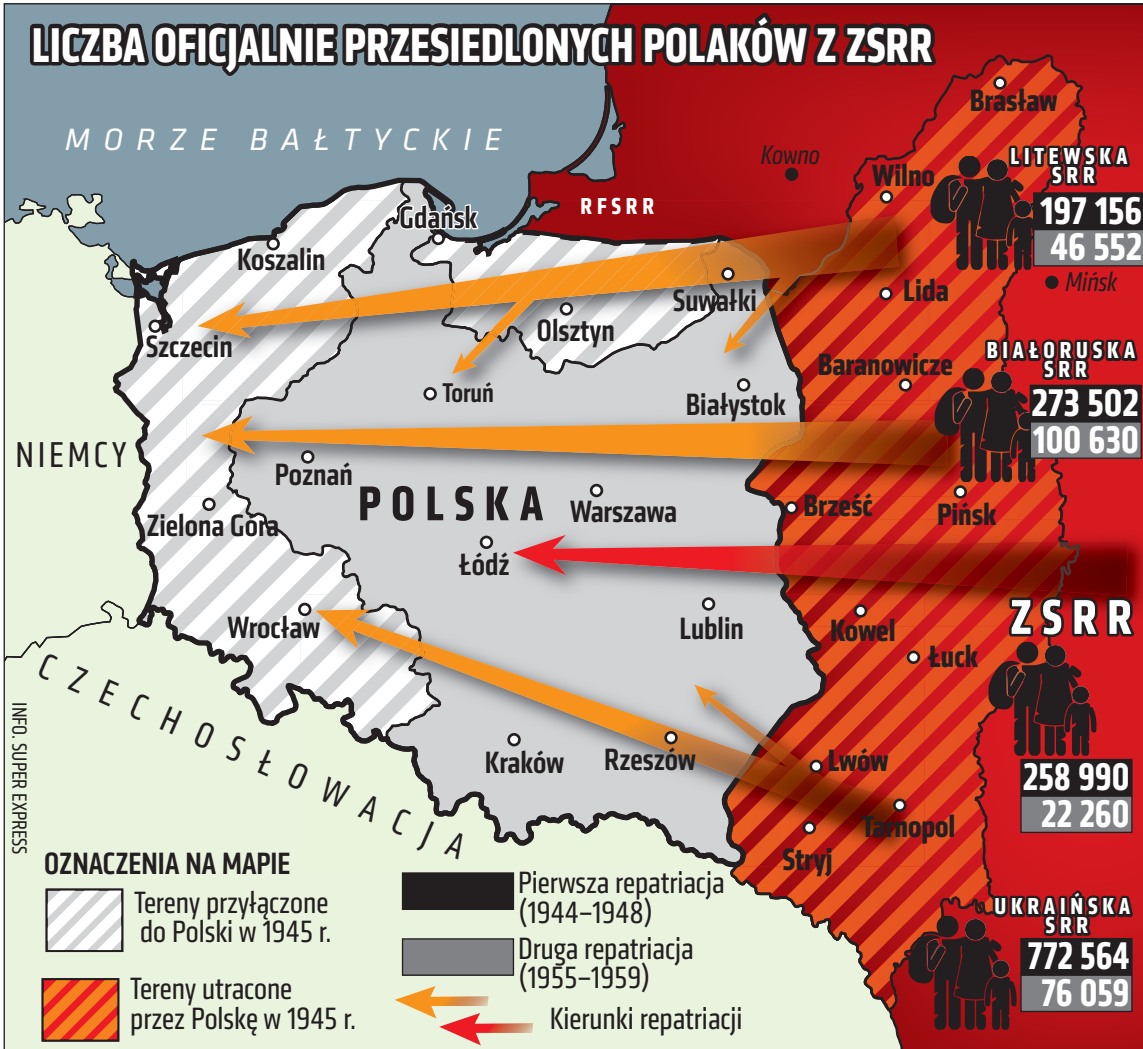 LICZBA OFICJALNIE PRZESIEDLONYCH POLAKÓW Z ZSRR
MORZE BAŁTYCKIE
Brasław
Kowno
LITEWSKA
SRR
197 156
46 552
Wilno
RFSRR
Gdańsk
Koszalin
Suwałki
Lida
Mińsk
Szczecin
Olsztyn
BIAŁORUSKA
SRR
273 502
100 630
Baranowicze
Toruń
Białystok
NIEMCY
Poznań
POLSKA
Warszawa
Brześć
Pińsk
Zielona Góra
Łódź
Wrocław
Lublin
Kowel
Łuck
ZSRR
258 990
22 260
CZECHOSŁOWACJA
Kraków
Rzeszów
Lwów
Tarnopol
Stryj
INFO. SUPER EXPRESS
UKRAIŃSKA
SRR
772 564
76 059
OZNACZENIA NA MAPIE
Tereny przyłączone
do Polski w 1945 r.
Tereny utracone
przez Polskę w 1945 r.
Pierwsza repatriacja
(1944–1948)
Druga repatriacja
(1955–1959)
Kierunki repatriacji